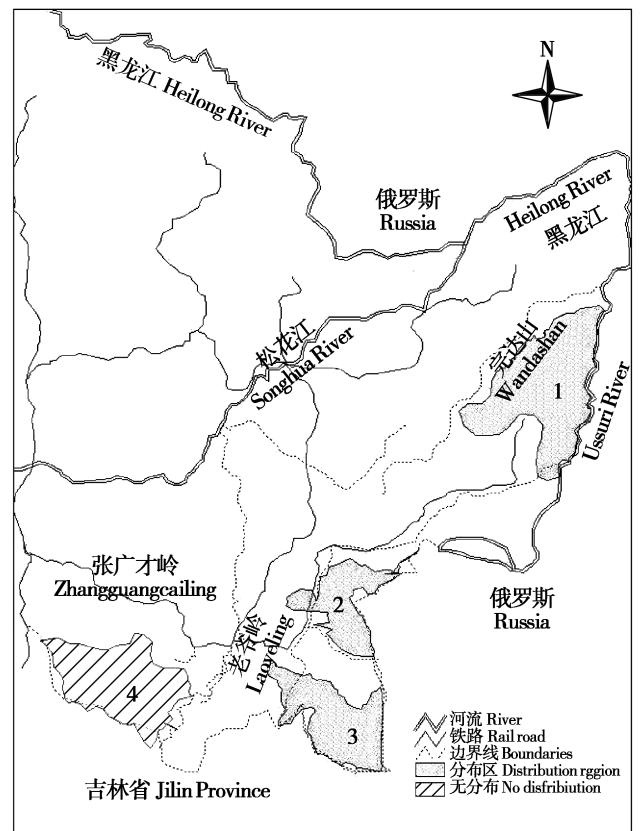 N
黑龙江 Heilong River
俄罗斯
Russia
Heilong River
黑龙江
松花江
Songhua River
完达山
Wandashan
1
Ussuri River
张广才岭
Zhangguangcailing
2
俄罗斯
Russia
老爷岭
Laoyeling
4
3
河流 River
铁路 Rail road
边界线 Boundaries
分布区 Distribution rggion
无分布 No disfribiution
吉林省 Jilin Province